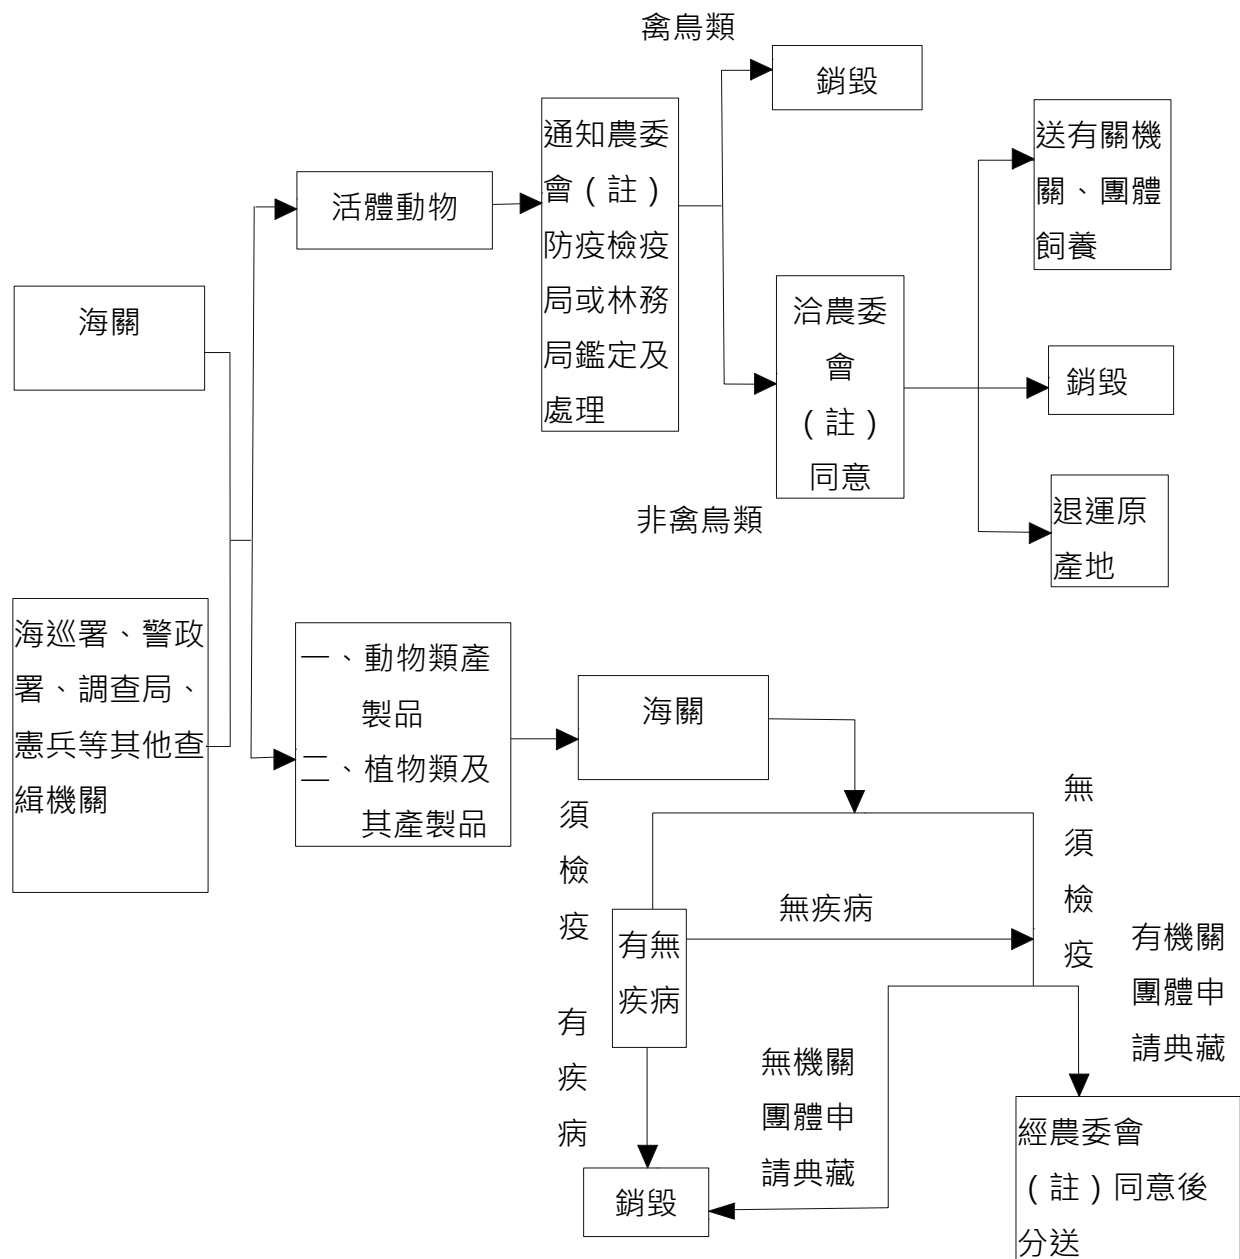 禽鳥類
銷毀
通知農委
會（註）
防疫檢疫
局或林務
局鑑定及
處理
送有關機
關、團體
飼養
活體動物
海關
洽農委
會
（註）
同意
銷毀
非禽鳥類
退運原
產地
海巡署、警政
署、調查局、
憲兵等其他查
緝機關
一、動物類產
製品
二、植物類及
其產製品
海關
須
檢
疫
無
須
檢
疫
無疾病
有無
疾病
有機關
團體申
請典藏
有
疾
病
無機關
團體申
請典藏
銷毀
經農委會
（註）同意後
分送